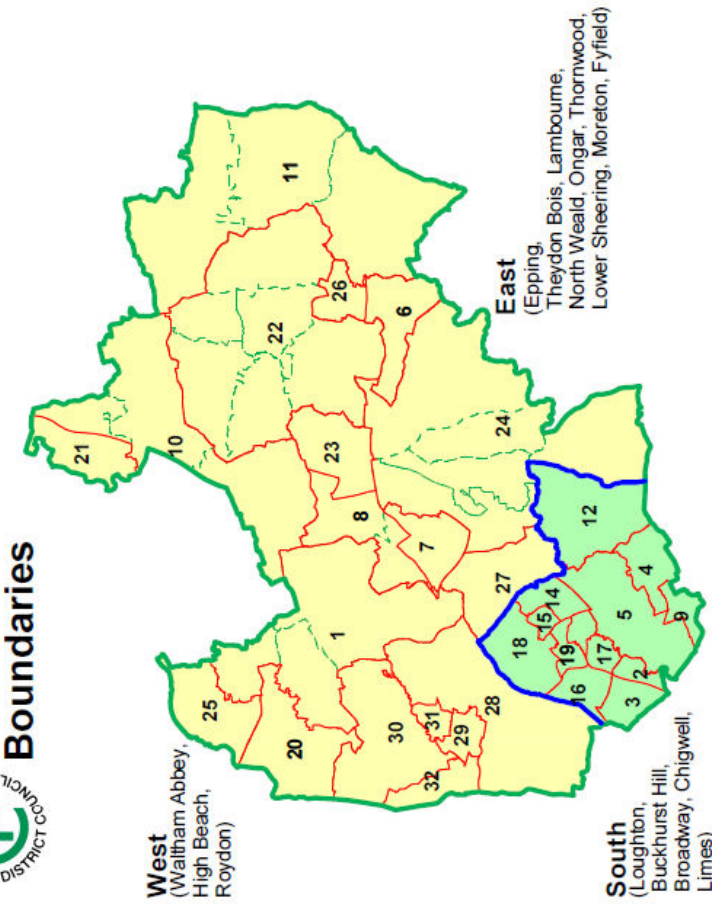 DISTRICT COUNCIL
Boundaries
West
(Waltham Abbey,
High Beach,
Roydon)
East
(Epping,
Theydon Bois, Lambourne,
North Weald, Ongar, Thornwood,
Lower Sheering, Moreton, Fyfield)
South
(Loughton,
Buckhurst Hill,
Broadway, Chigwell,
Limes)
21
10
11
22
26
6
23
8
7
24
1
25
20
30
31
32
29
28
27
12
18
15
14
19
16
17
5
4
9
2
3